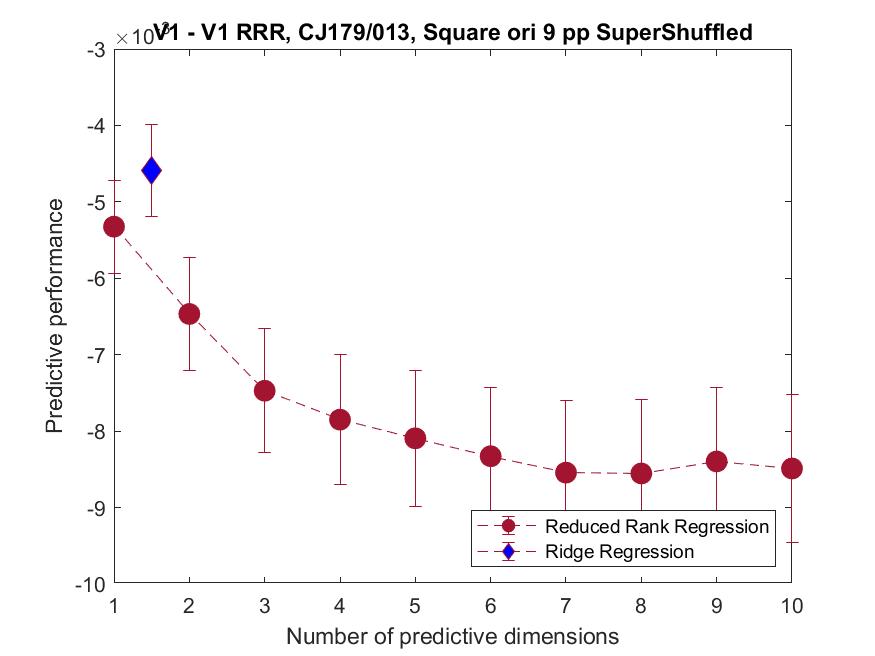 V1 - V1 RRR, CJ179/013, Square ori 9 pp SuperShuffled
×10
-3
-4
-5
-6
-7
-8
-9
-10
Predictive performance
Reduced Rank Regression
Ridge Regression
1 2 3 4 5 6 7 8 9 10
Number of predictive dimensions